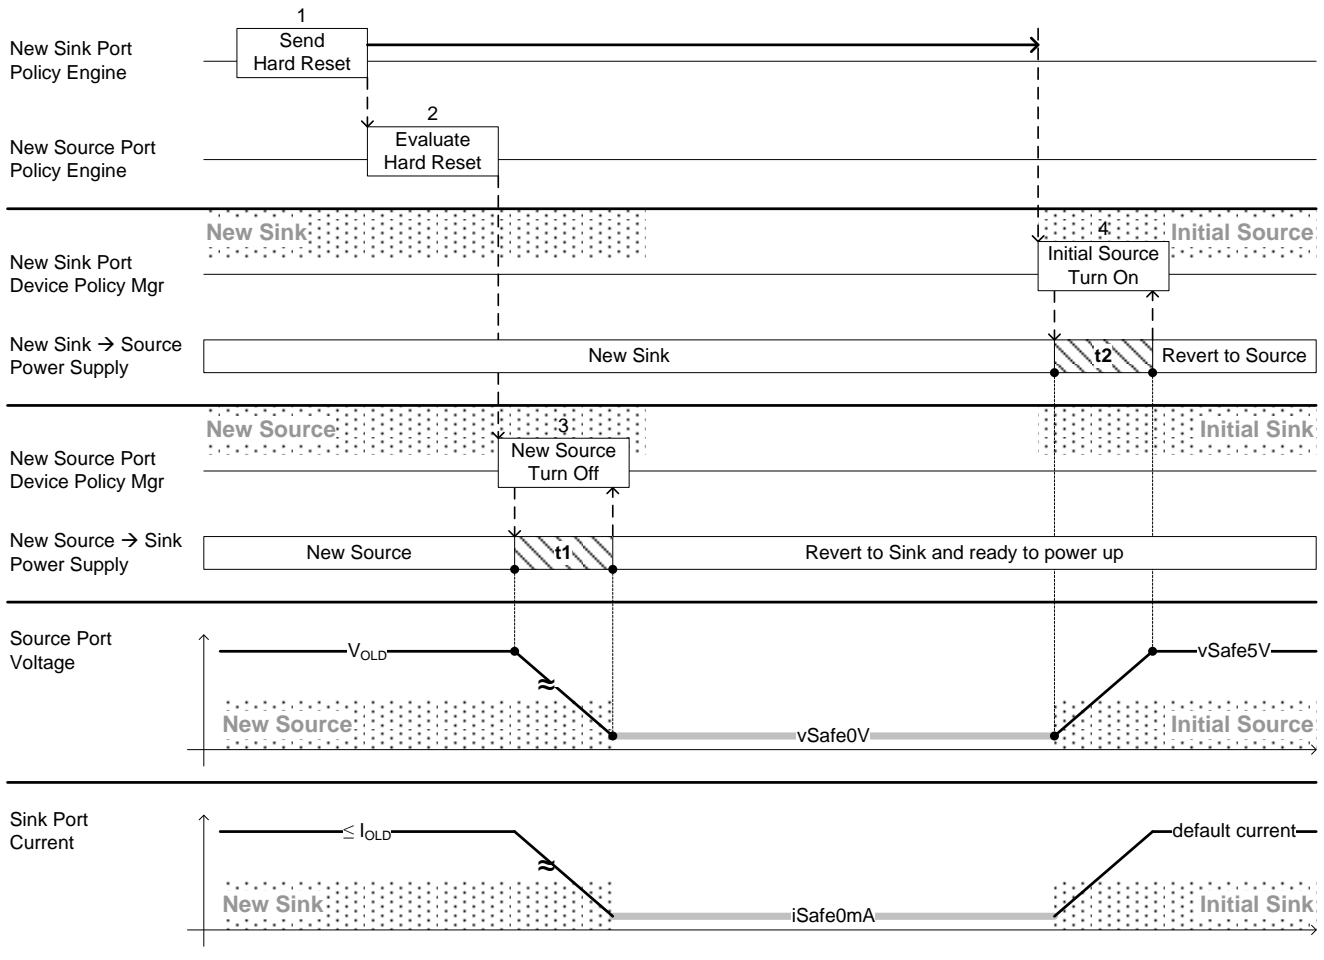 1
New Sink Port
Policy Engine
Send
Hard Reset
2
New Source Port
Policy Engine
Evaluate
Hard Reset
New Sink
Initial Source
4
New Sink Port
Device Policy Mgr
Initial Source
Turn On
New Sink → Source
Power Supply
New Sink
t2
Revert to Source
New Source
Initial Sink
3
New Source Port
Device Policy Mgr
New Source
Turn Off
New Source → Sink
Power Supply
New Source
t1
Revert to Sink and ready to power up
Source Port
Voltage
VOLD
vSafe5V
New Source
Initial Source
vSafe0V
Sink Port
Current
≤ IOLD
default current
New Sink
Initial Sink
iSafe0mA